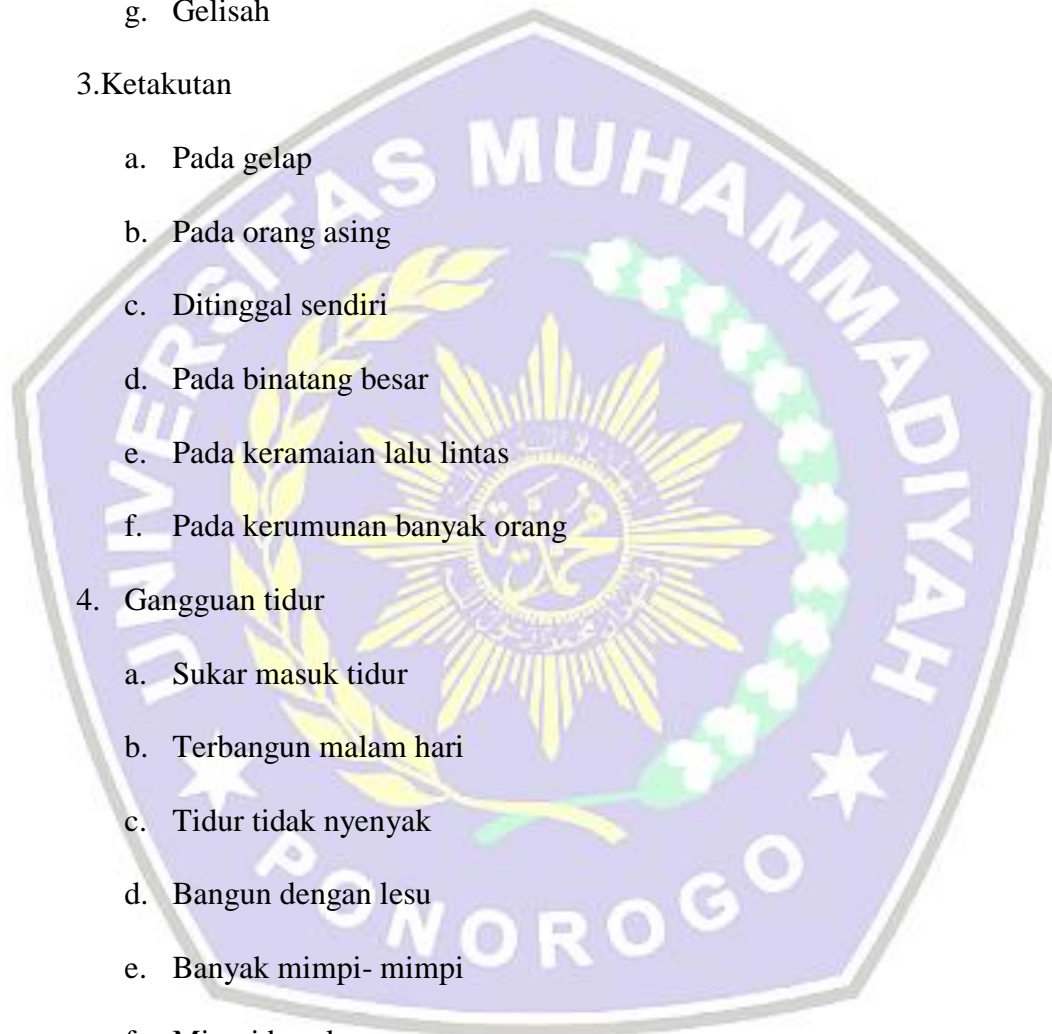 g. Gelisah
3.Ketakutan
a. Pada gelap
b. Pada orang asing
c. Ditinggal sendiri
d. Pada binatang besar
e. Pada keramaian lalu lintas
f. Pada kerumunan banyak orang
4. Gangguan tidur
a. Sukar masuk tidur
b. Terbangun malam hari
c. Tidur tidak nyenyak
d. Bangun dengan lesu
e. Banyak mimpi- mimpi
UNIVERSITAS MUHAMMADIYAH
PONOROGO